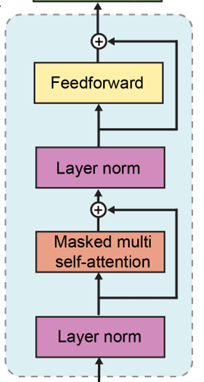 Feedforward
Layer norm
Masked multi
self-attention
Layer norm